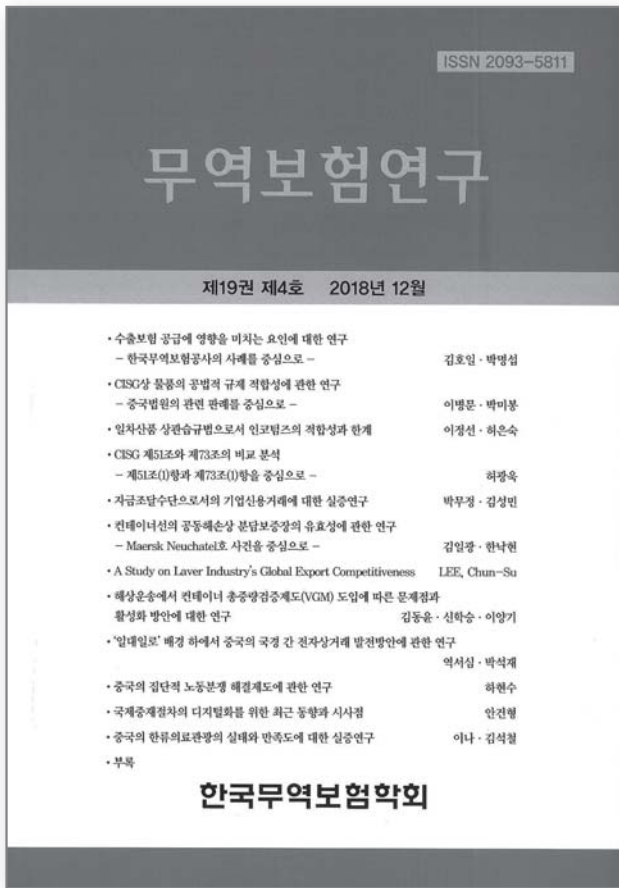 ISSN 2093-5811
무역보험연구
제19권 제4호 2018년 12월
• 수출보험 공급에 영향을 미치는 요인에 대한 연구
- 한국무역보험공사의 사례를 중심으로 - 김호일 · 박명섭
• CISG상 물품의 공법적 규제 적합성에 관한 연구
- 중국법원의 관련 판례를 중심으로 - 이병문 · 박미봉
• 일차산품 상관습규범으로서 인코텀즈의 적합성과 한계 이정선 · 허은숙
• CISG 제51조와 제73조의 비교 분석
- 제51조(1)항과 제73조(1)항을 중심으로 - 허광욱
• 자금조달수단으로서의 기업신용거래에 대한 실증연구 박무정 · 김성민
• 컨테이너선의 공동해손상 분담보증장의 유효성에 관한 연구
- Maersk Neuchatel호 사건을 중심으로 - 김일광 · 한낙현
• A Study on Laver Industry's Global Export Competitiveness LEE, Chun-Su
• 해상운송에서 컨테이너 총중량검증제도(VGM) 도입에 따른 문제점과
활성화 방안에 대한 연구 김동윤 · 신학승 · 이양기
• '일대일로' 배경 하에서 중국의 국경 간 전자상거래 발전방안에 관한 연구
역서심 · 박석재
• 중국의 집단적 노동분쟁 해결제도에 관한 연구 하현수
• 국제중재절차의 디지털화를 위한 최근 동향과 시사점 안건형
• 중국의 한류의료관광의 실태와 만족도에 대한 실증연구 이나 · 김석철
• 부록
한국무역보험학회